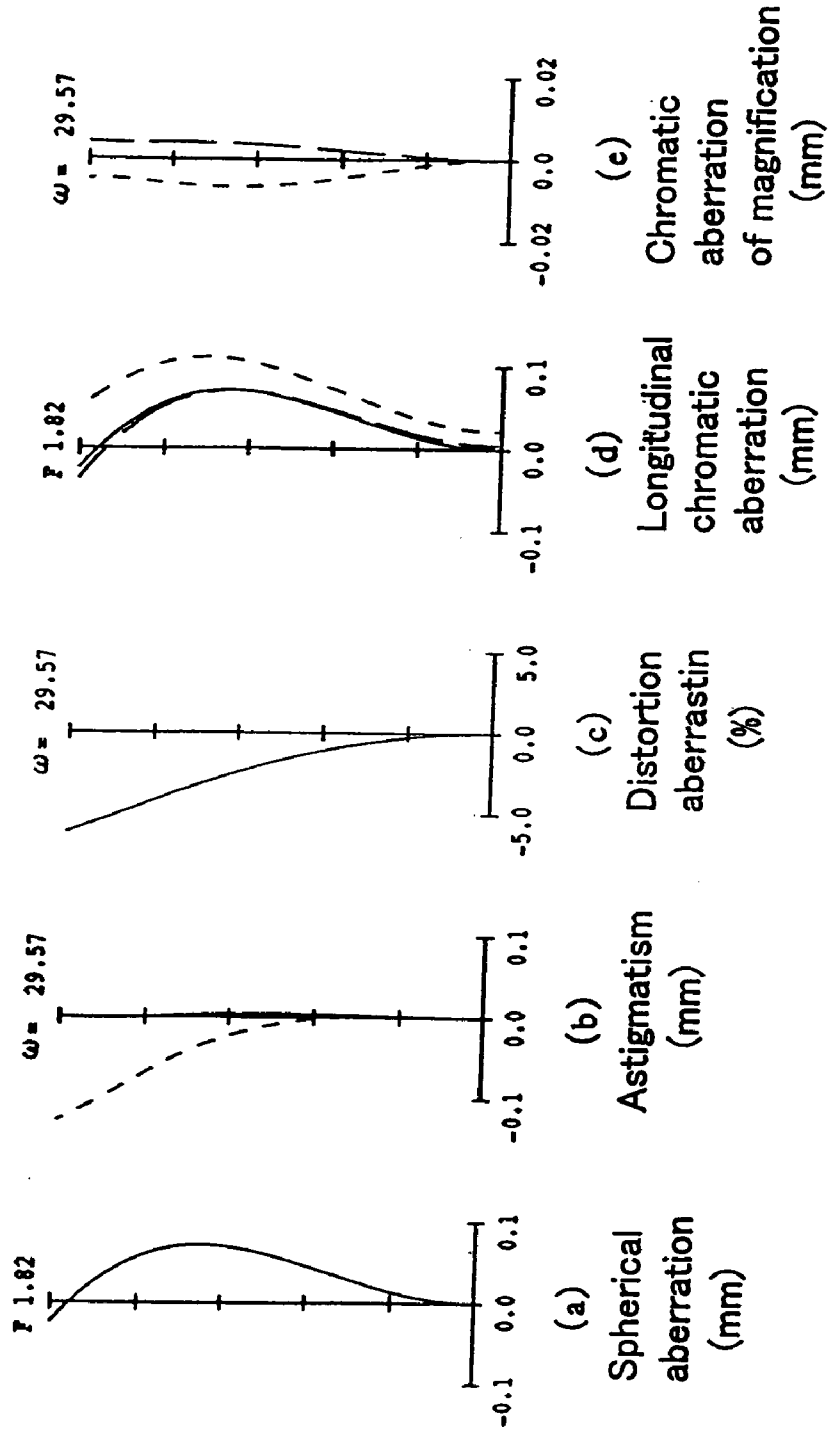 F 1.82
-0.1 0.0 0.1
(a)
Spherical
aberration
(mm)
ω= 29.57
-0.1 0.0 0.1
(b)
Astigmatism
(mm)
ω= 29.57
-5.0 0.0 5.0
(c)
Distortion
aberrastin
(%)
F 1.82
-0.1 0.0 0.1
(d)
Longitudinal
chromatic
aberration
(mm)
ω= 29.57
-0.02 0.0 0.02
(e)
Chromatic
aberration
of magnification
(mm)